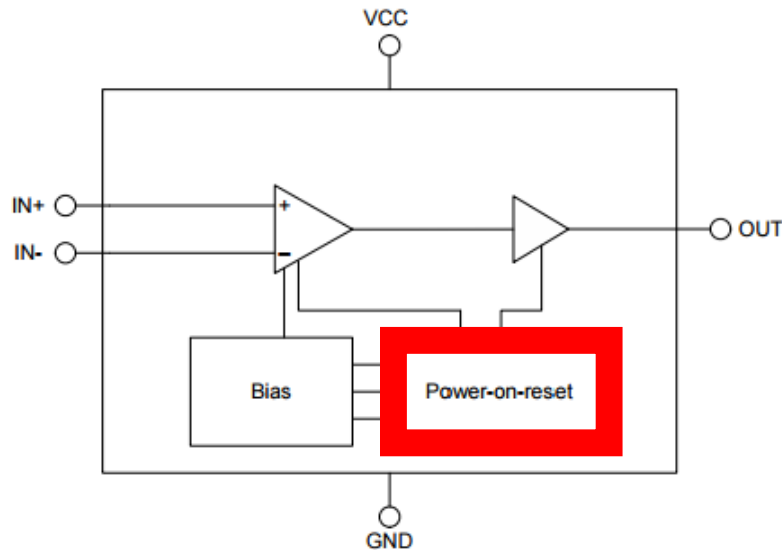 VCC
IN+
+
IN-
−
OUT
Bias
Power-on-reset
GND